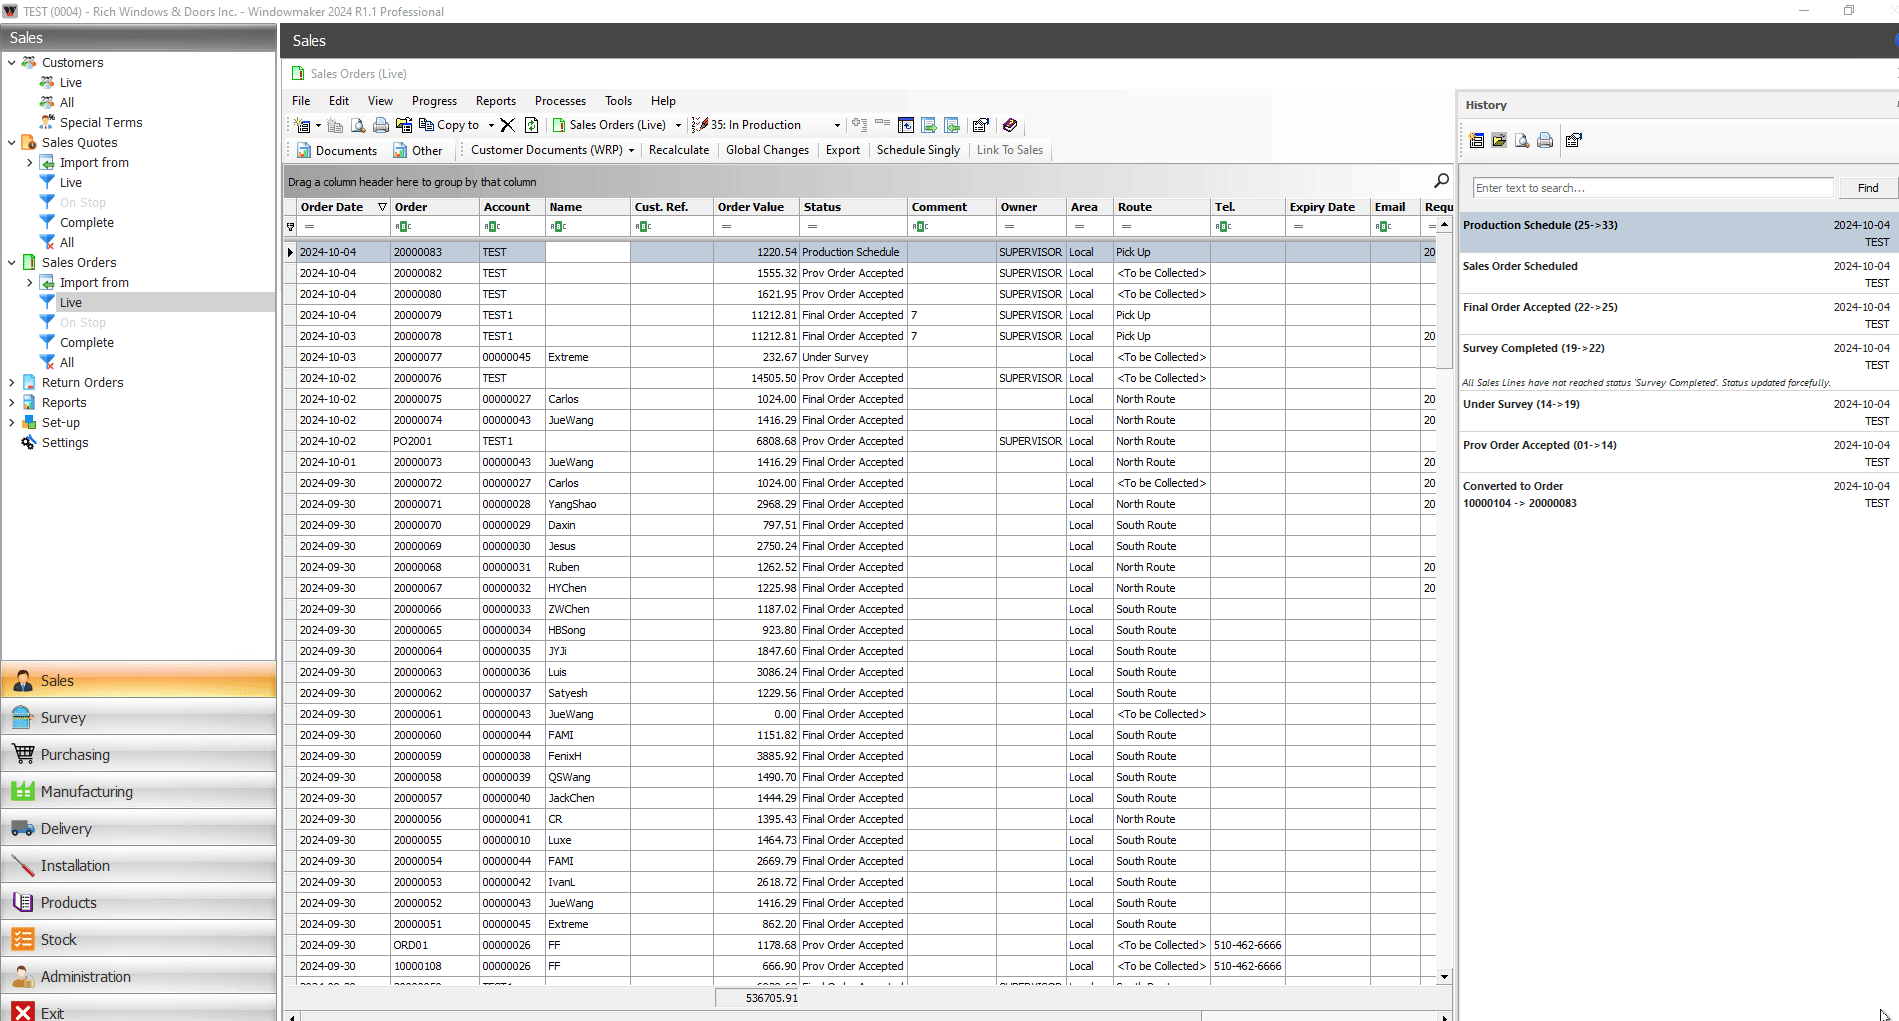 TEST (0004) - Rich Windows & Doors Inc. - Windowmaker 2024 R1.1 Professional
Sales
Customers
Live
All
Special Terms
Sales Quotes
Import from
Live
On Stop
Complete
All
Sales Orders
Import from
Live
On Stop
Complete
All
Return Orders
Reports
Set-up
Settings
Sales
Survey
Purchasing
Manufacturing
Delivery
Installation
Products
Stock
Administration
Exit
Sales
Sales Orders (Live)
File Edit View Progress Reports Processes Tools Help
Copy to Sales Orders (Live) 35: In Production
Documents Other Customer Documents (WRP) Recalculate Global Changes Export Schedule Singly Link To Sales
Drag a column header here to group by that column
Order Date Order Account Name Cust. Ref. Order Value Status Comment Owner Area Route Tel. Expiry Date Email Requ
2024-10-04 20000083 TEST 1220.54 Production Schedule SUPERVISOR Local Pick Up 20
2024-10-04 20000082 TEST 1555.32 Prov Order Accepted SUPERVISOR Local <To be Collected>
2024-10-04 20000080 TEST 1621.95 Prov Order Accepted SUPERVISOR Local <To be Collected>
2024-10-04 20000079 TEST1 11212.81 Final Order Accepted 7 SUPERVISOR Local Pick Up
2024-10-03 20000078 TEST1 11212.81 Final Order Accepted 7 SUPERVISOR Local Pick Up 20
2024-10-03 20000077 00000045 Extreme 232.67 Under Survey Local <To be Collected>
2024-10-02 20000076 TEST 14505.50 Prov Order Accepted SUPERVISOR Local <To be Collected>
2024-10-02 20000075 00000027 Carlos 1024.00 Final Order Accepted Local North Route 20
2024-10-02 20000074 00000043 JueWang 1416.29 Final Order Accepted Local North Route 20
2024-10-02 PO2001 TEST1 6808.68 Prov Order Accepted SUPERVISOR Local North Route
2024-10-01 20000073 00000043 JueWang 1416.29 Final Order Accepted Local North Route 20
2024-09-30 20000072 00000027 Carlos 1024.00 Final Order Accepted Local <To be Collected> 20
2024-09-30 20000071 00000028 YangShao 2968.29 Final Order Accepted Local North Route 20
2024-09-30 20000070 00000029 Daxin 797.51 Final Order Accepted Local South Route
2024-09-30 20000069 00000030 Jesus 2750.24 Final Order Accepted Local South Route
2024-09-30 20000068 00000031 Ruben 1262.52 Final Order Accepted Local North Route 20
2024-09-30 20000067 00000032 HYChen 1225.98 Final Order Accepted Local North Route 20
2024-09-30 20000066 00000033 ZWChen 1187.02 Final Order Accepted Local South Route
2024-09-30 20000065 00000034 HBSong 923.80 Final Order Accepted Local South Route
2024-09-30 20000064 00000035 JYJi 1847.60 Final Order Accepted Local South Route
2024-09-30 20000063 00000036 Luis 3086.24 Final Order Accepted Local South Route
2024-09-30 20000062 00000037 Satyesh 1229.56 Final Order Accepted Local South Route
2024-09-30 20000061 00000043 JueWang 0.00 Final Order Accepted Local <To be Collected>
2024-09-30 20000060 00000044 FAMI 1151.82 Final Order Accepted Local South Route
2024-09-30 20000059 00000038 FenixH 3885.92 Final Order Accepted Local South Route
2024-09-30 20000058 00000039 QSWang 1490.70 Final Order Accepted Local South Route
2024-09-30 20000057 00000040 JackChen 1444.29 Final Order Accepted Local South Route
2024-09-30 20000056 00000041 CR 1395.43 Final Order Accepted Local North Route
2024-09-30 20000055 00000010 Luxe 1464.73 Final Order Accepted Local South Route
2024-09-30 20000054 00000044 FAMI 2669.79 Final Order Accepted Local South Route
2024-09-30 20000053 00000042 IvanL 2618.72 Final Order Accepted Local South Route
2024-09-30 20000052 00000043 JueWang 1416.29 Final Order Accepted Local South Route
2024-09-30 20000051 00000045 Extreme 862.20 Final Order Accepted Local South Route
2024-09-30 ORD01 00000026 FF 1178.68 Prov Order Accepted Local <To be Collected> 510-462-6666
2024-09-30 10000108 00000026 FF 666.90 Prov Order Accepted Local <To be Collected> 510-462-6666
536705.91
History
Enter text to search... Find
Production Schedule (25->33) 2024-10-04
TEST
Sales Order Scheduled 2024-10-04
TEST
Final Order Accepted (22->25) 2024-10-04
TEST
Survey Completed (19->22) 2024-10-04
TEST
All Sales Lines have not reached status 'Survey Completed'. Status updated forcefully.
Under Survey (14->19) 2024-10-04
TEST
Prov Order Accepted (01->14) 2024-10-04
TEST
Converted to Order 2024-10-04
10000104 -> 20000083 TEST